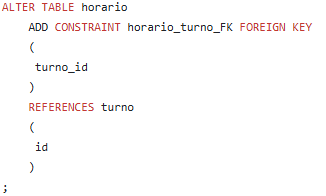 ALTER TABLE horario
ADD CONSTRAINT horario_turno_FK FOREIGN KEY
(
turno_id
)
REFERENCES turno
(
id
)
;